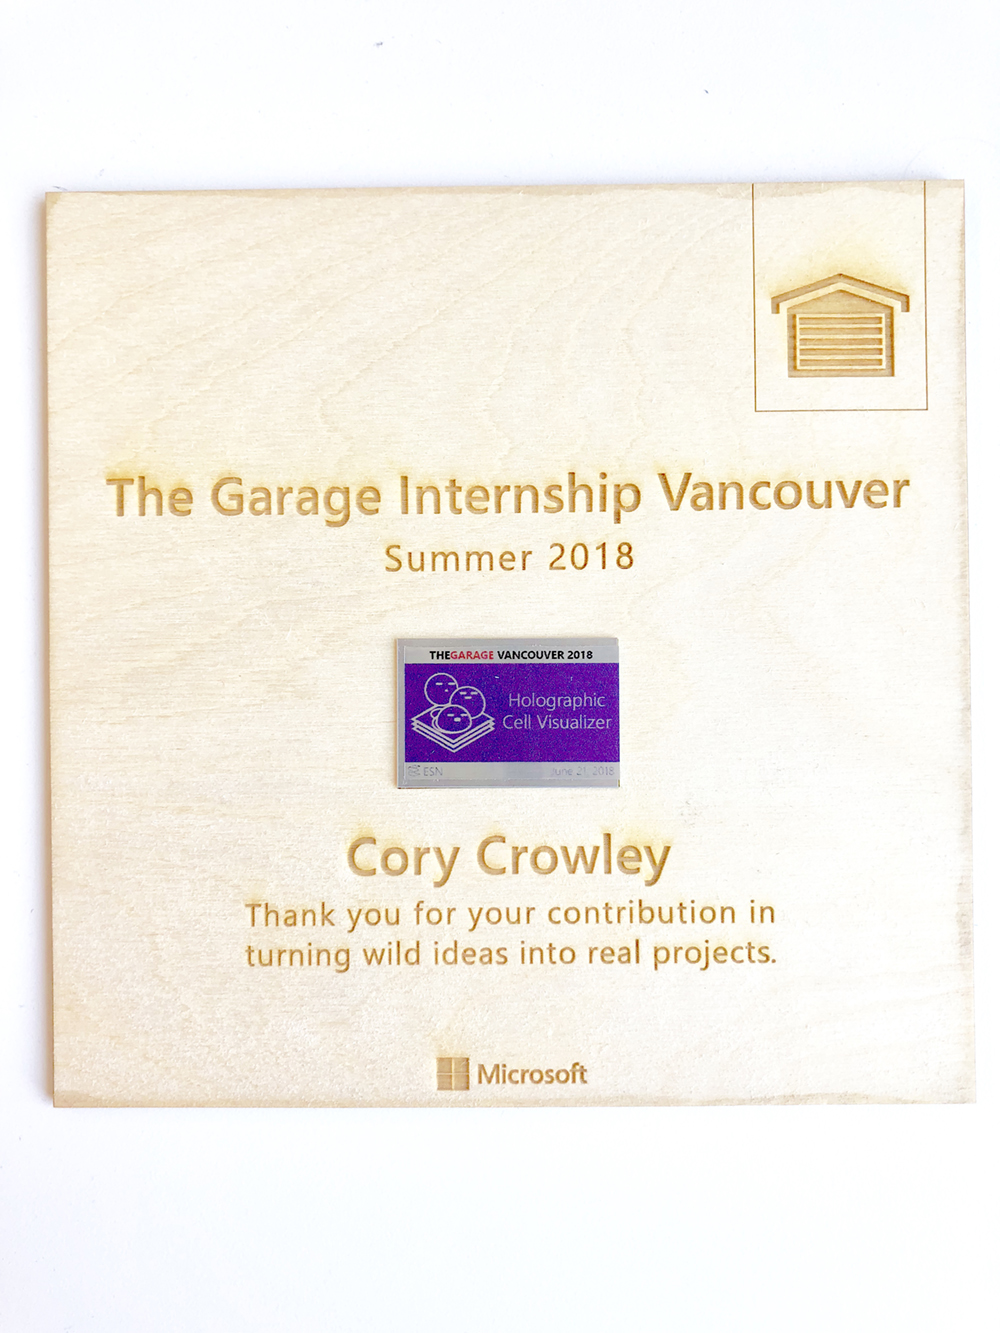 The Garage Internship Vancouver
Summer 2018
THEGARAGE VANCOUVER 2018
Holographic
Cell Visualizer
ESN June 21, 2018
Cory Crowley
Thank you for your contribution in
turning wild ideas into real projects.
Microsoft